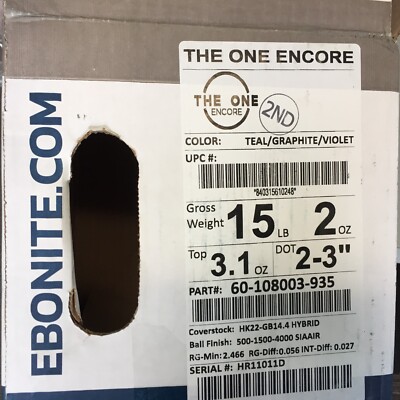 EBONITE.COM
THE ONE ENCORE
THE ONE
ENCORE
2ND
COLOR: TEAL/GRAPHITE/VIOLET
UPC #:
*840315610248*
Gross Weight 15 LB 2 OZ
Top 3.1 OZ DOT 2-3"
PART#: 60-108003-935
Coverstock: HK22-GB14.4 HYBRID
Ball Finish: 500-1500-4000 SIAAIR
RG-Min:2.466 RG-Diff:0.056 INT-Diff: 0.027
SERIAL #: HR11011D